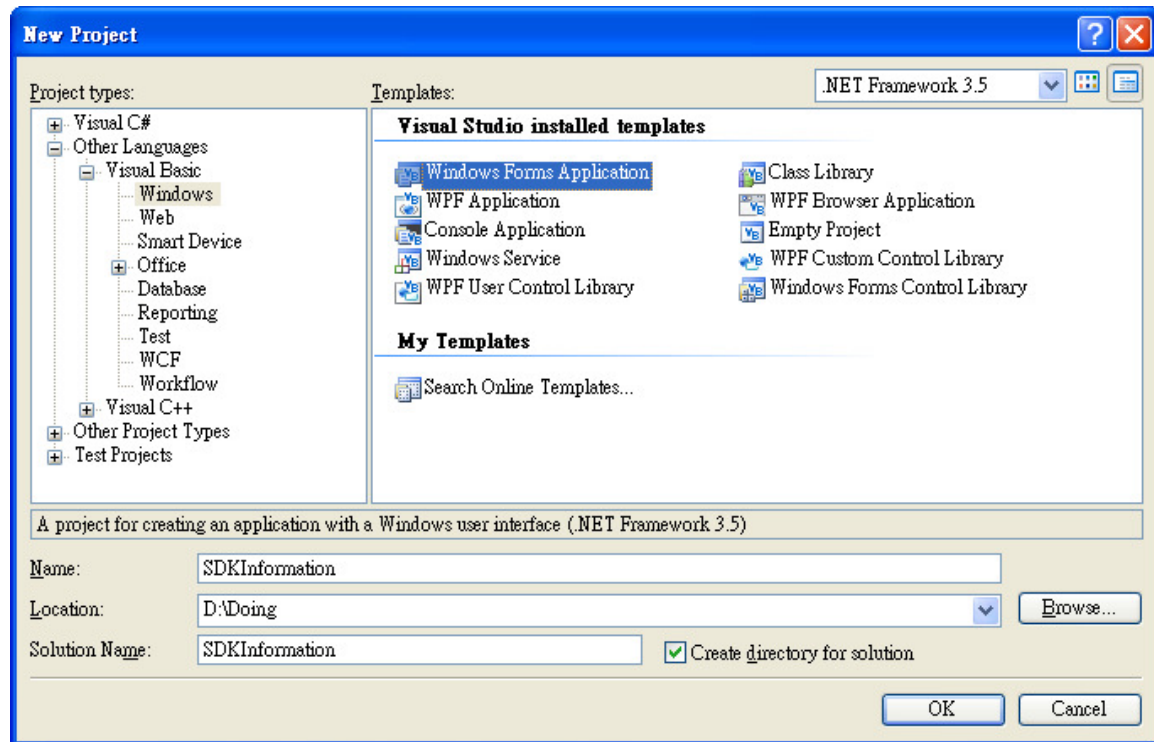 New Project
Project types:
Templates:
.NET Framework 3.5
Visual C#
Other Languages
Visual Basic
Windows
Web
Smart Device
Office
Database
Reporting
Test
WCF
Workflow
Visual C++
Other Project Types
Test Projects
Visual Studio installed templates
Windows Forms Application
Class Library
WPF Application
WPF Browser Application
Console Application
Empty Project
Windows Service
WPF Custom Control Library
WPF User Control Library
Windows Forms Control Library
My Templates
Search Online Templates...
A project for creating an application with a Windows user interface (.NET Framework 3.5)
Name:
SDKInformation
Location:
D:\Doing
Browse...
Solution Name:
SDKInformation
Create directory for solution
OK
Cancel